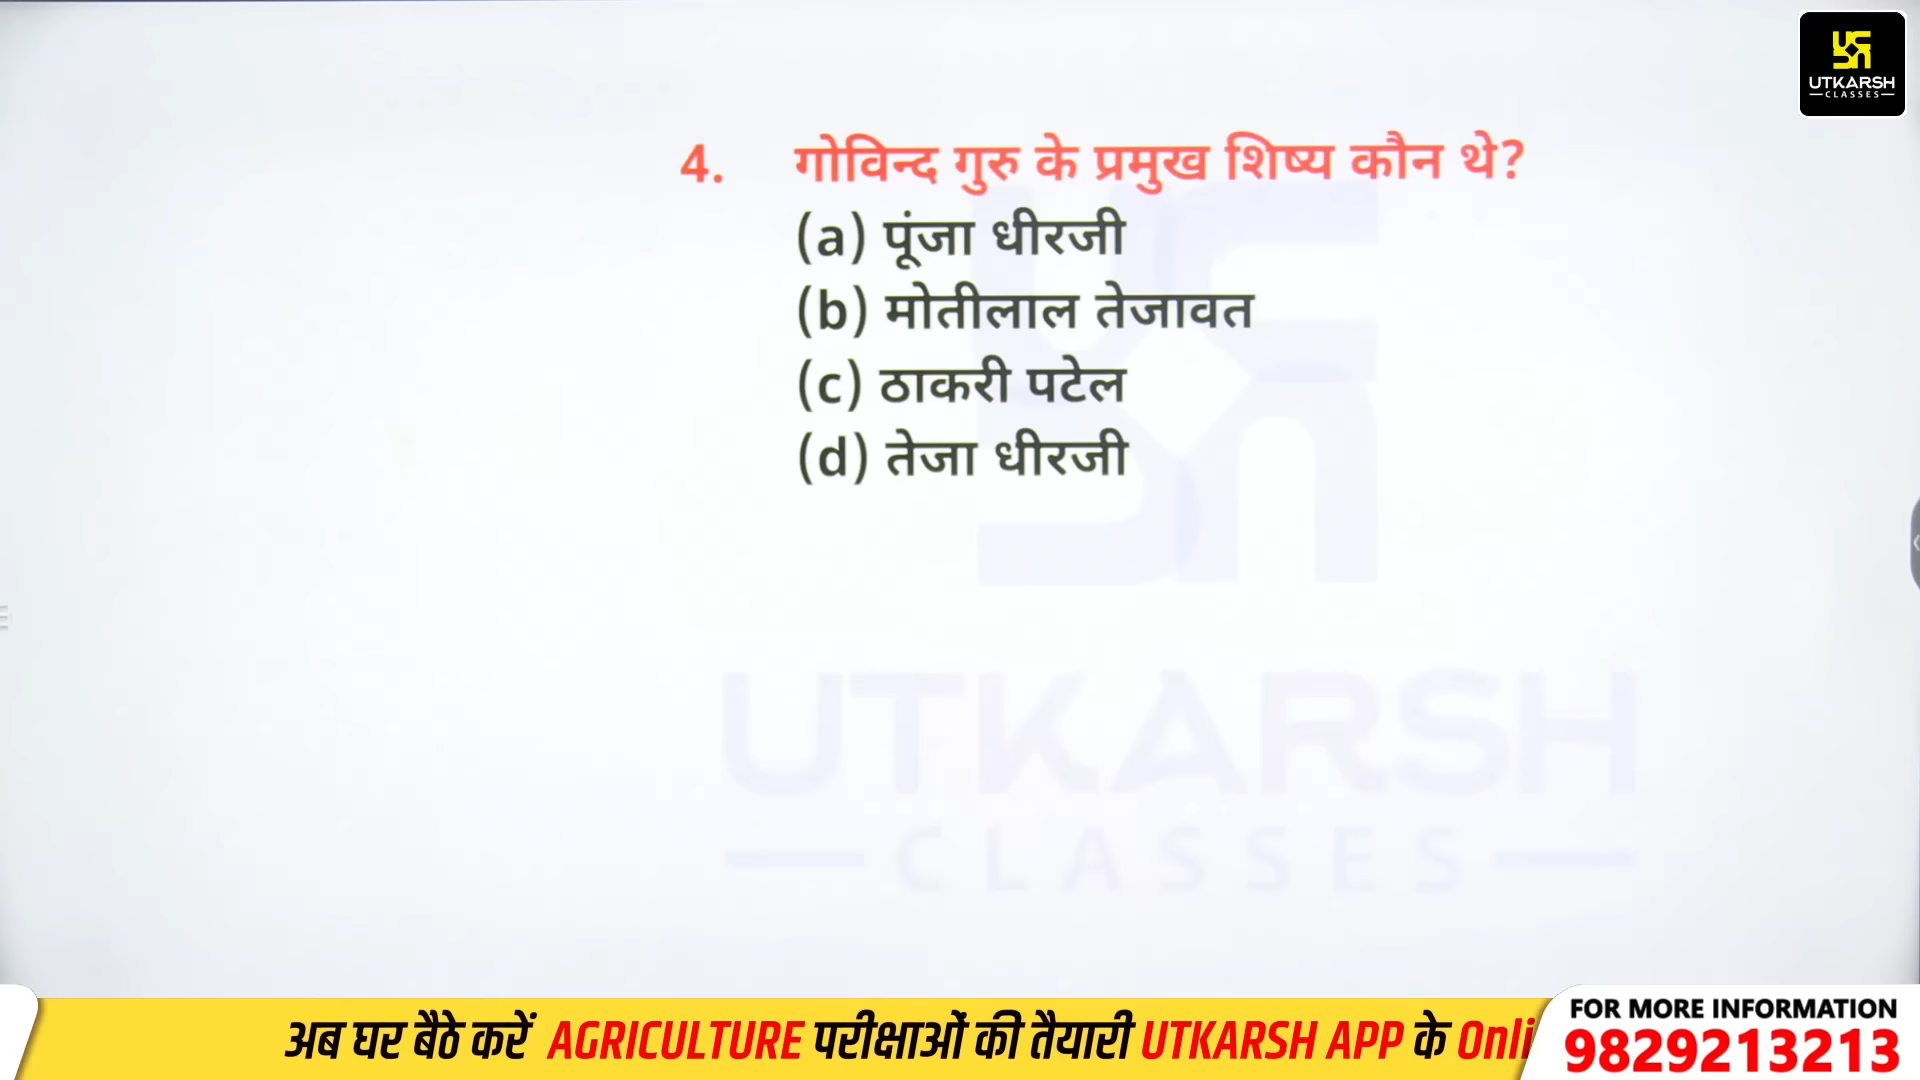 UTKARSH
CLASSES
4. गोविन्द गुरु के प्रमुख शिष्य कौन थे?
(a) पूंजा धीरजी
(b) मोतीलाल तेजावत
(c) ठाकरी पटेल
(d) तेजा धीरजी
UTKARSH
CLASSES
अब घर बैठे करें AGRICULTURE परीक्षाओं की तैयारी UTKARSH APP के Onli
FOR MORE INFORMATION
9829213213